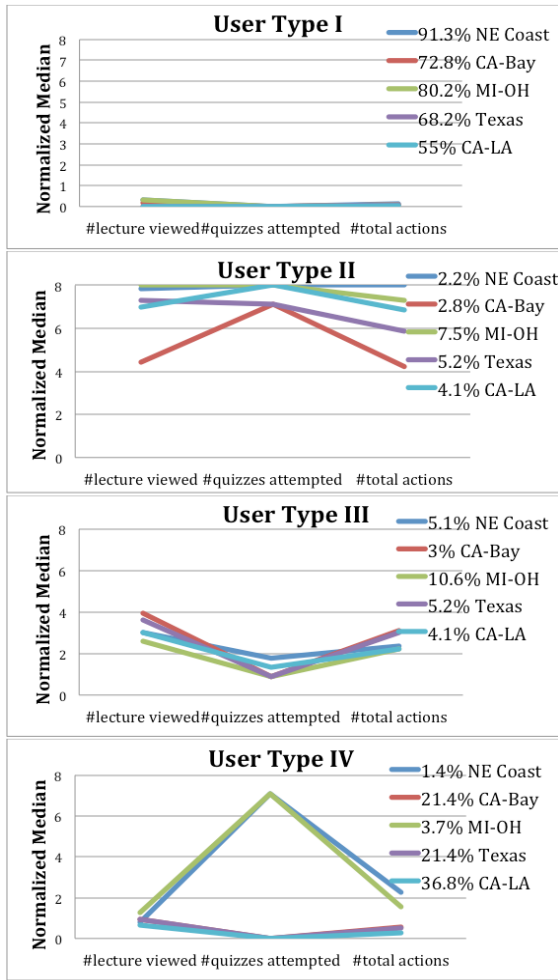 User Type I
Normalized Median
8
7
6
5
4
3
2
1
0
91.3% NE Coast
72.8% CA-Bay
80.2% MI-OH
68.2% Texas
55% CA-LA
#lecture viewed #quizzes attempted #total actions
User Type II
Normalized Median
8
6
4
2
0
2.2% NE Coast
2.8% CA-Bay
7.5% MI-OH
5.2% Texas
4.1% CA-LA
#lecture viewed #quizzes attempted #total actions
User Type III
Normalized Median
8
6
4
2
0
5.1% NE Coast
3% CA-Bay
10.6% MI-OH
5.2% Texas
4.1% CA-LA
#lecture viewed #quizzes attempted #total actions
User Type IV
Normalized Median
8
6
4
2
0
1.4% NE Coast
21.4% CA-Bay
3.7% MI-OH
21.4% Texas
36.8% CA-LA
#lecture viewed #quizzes attempted #total actions